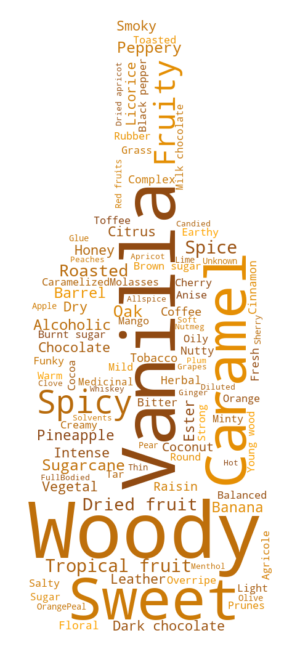 Smoky
Toasted
Peppery
Dried apricot
Licorice
Black pepper
Fruity
Rubber
Milk chocolate
Grass
Red fruits
Complex
Vanilla
Toffee
Candied
Citrus
Earthy
Glue
Honey
Spice
Peaches
Apricot
Lime
Unknown
Roasted
Brown sugar
Caramel
Cinnamon
Caramelized
Molasses
Cherry
Barrel
Allspice
Anise
Apple
Dry
Oak
Coffee
Alcoholic
Mango
Soft
Nutmeg
Sherry
Burnt sugar
Oily
Chocolate
Nutty
Fresh
Funky
Tobacco
Plum
Mild
Grapes
Warm
Cocoa
Clove
Medicinal
Herbal
Diluted
Whiskey
Ginger
Spicy
Bitter
Ester
Strong
Orange
Solvents
Minty
Creamy
Pineapple
Young wood
Pear
Coconut
Intense
Round
Sugarcane
Thin
Hot
Tar
FullBodied
Vegetal
Raisin
Balanced
Dried fruit
Banana
Woody
Agricole
Tropical fruit
Menthol
Leather
Overripe
Salty
Sweet
Light
Sugar
Olive
OrangePeel
Prunes
Floral
Dark chocolate